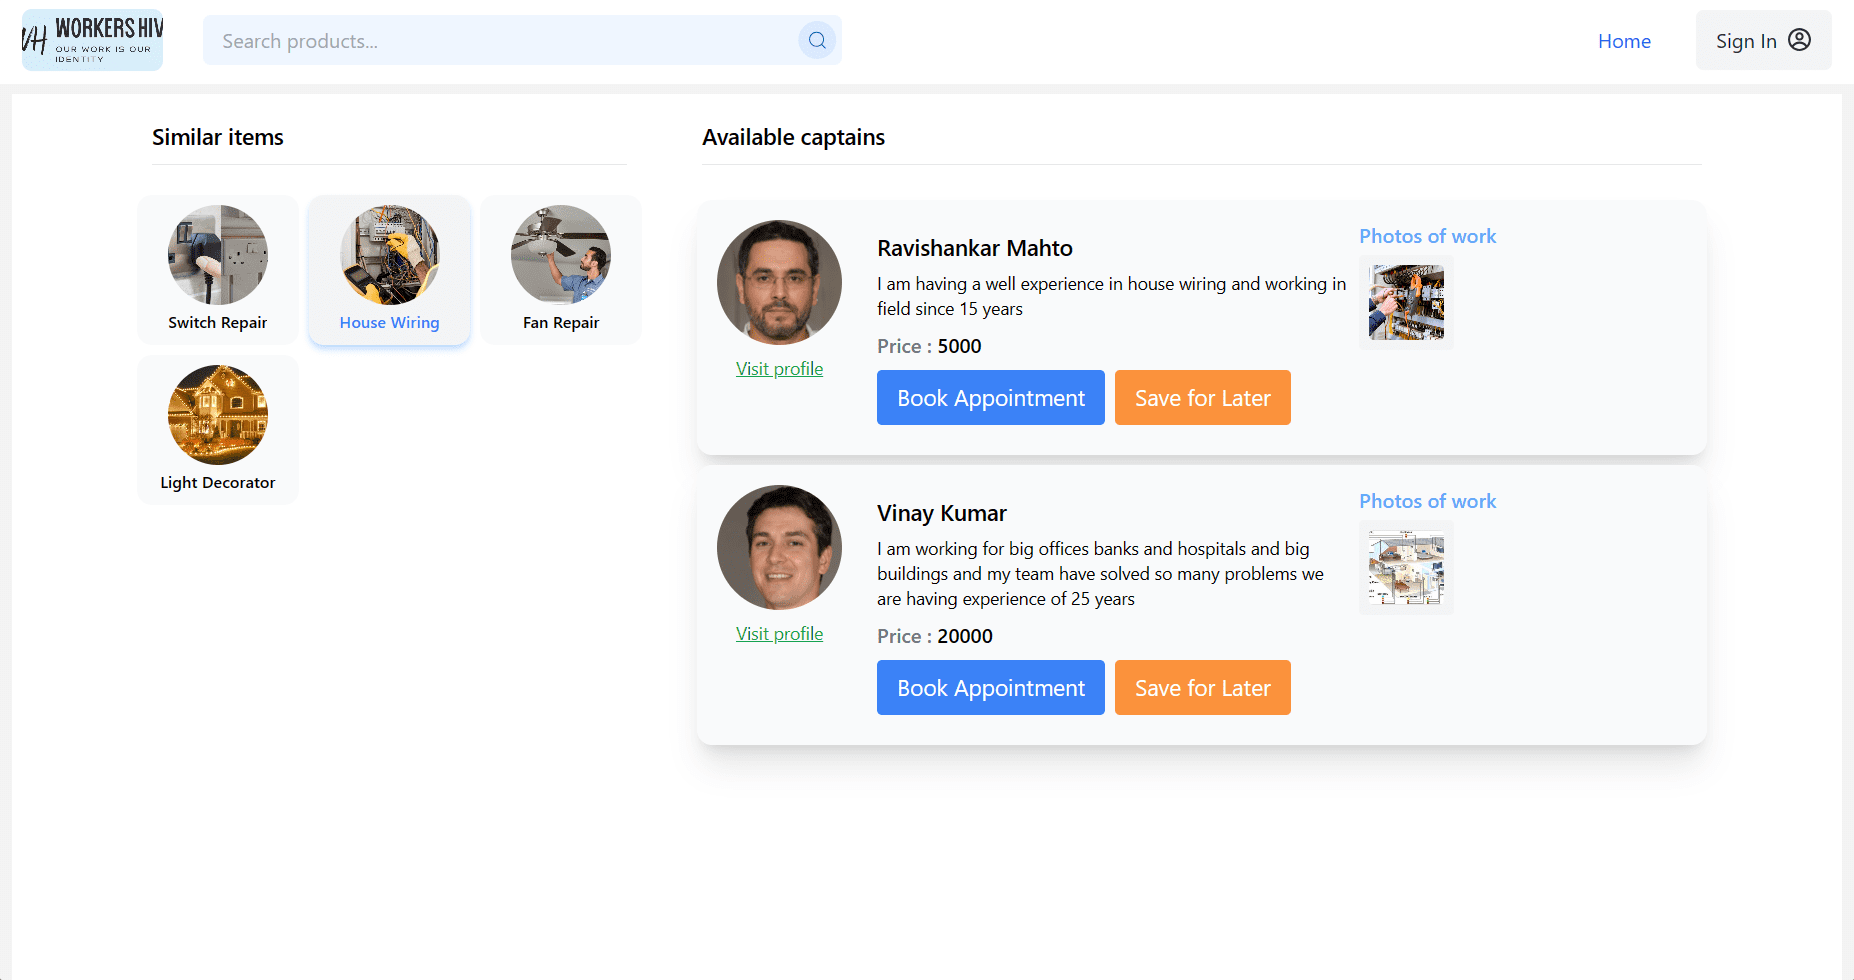 WORKERS HIV
OUR WORK IS OUR
IDENTITY
Search products...
Home
Sign In
Similar items
Switch Repair
House Wiring
Fan Repair
Light Decorator
Available captains
Ravishankar Mahto
I am having a well experience in house wiring and working in
field since 15 years
Price : 5000
Visit profile
Book Appointment
Save for Later
Photos of work
Vinay Kumar
I am working for big offices banks and hospitals and big
buildings and my team have solved so many problems we
are having experience of 25 years
Price : 20000
Visit profile
Book Appointment
Save for Later
Photos of work